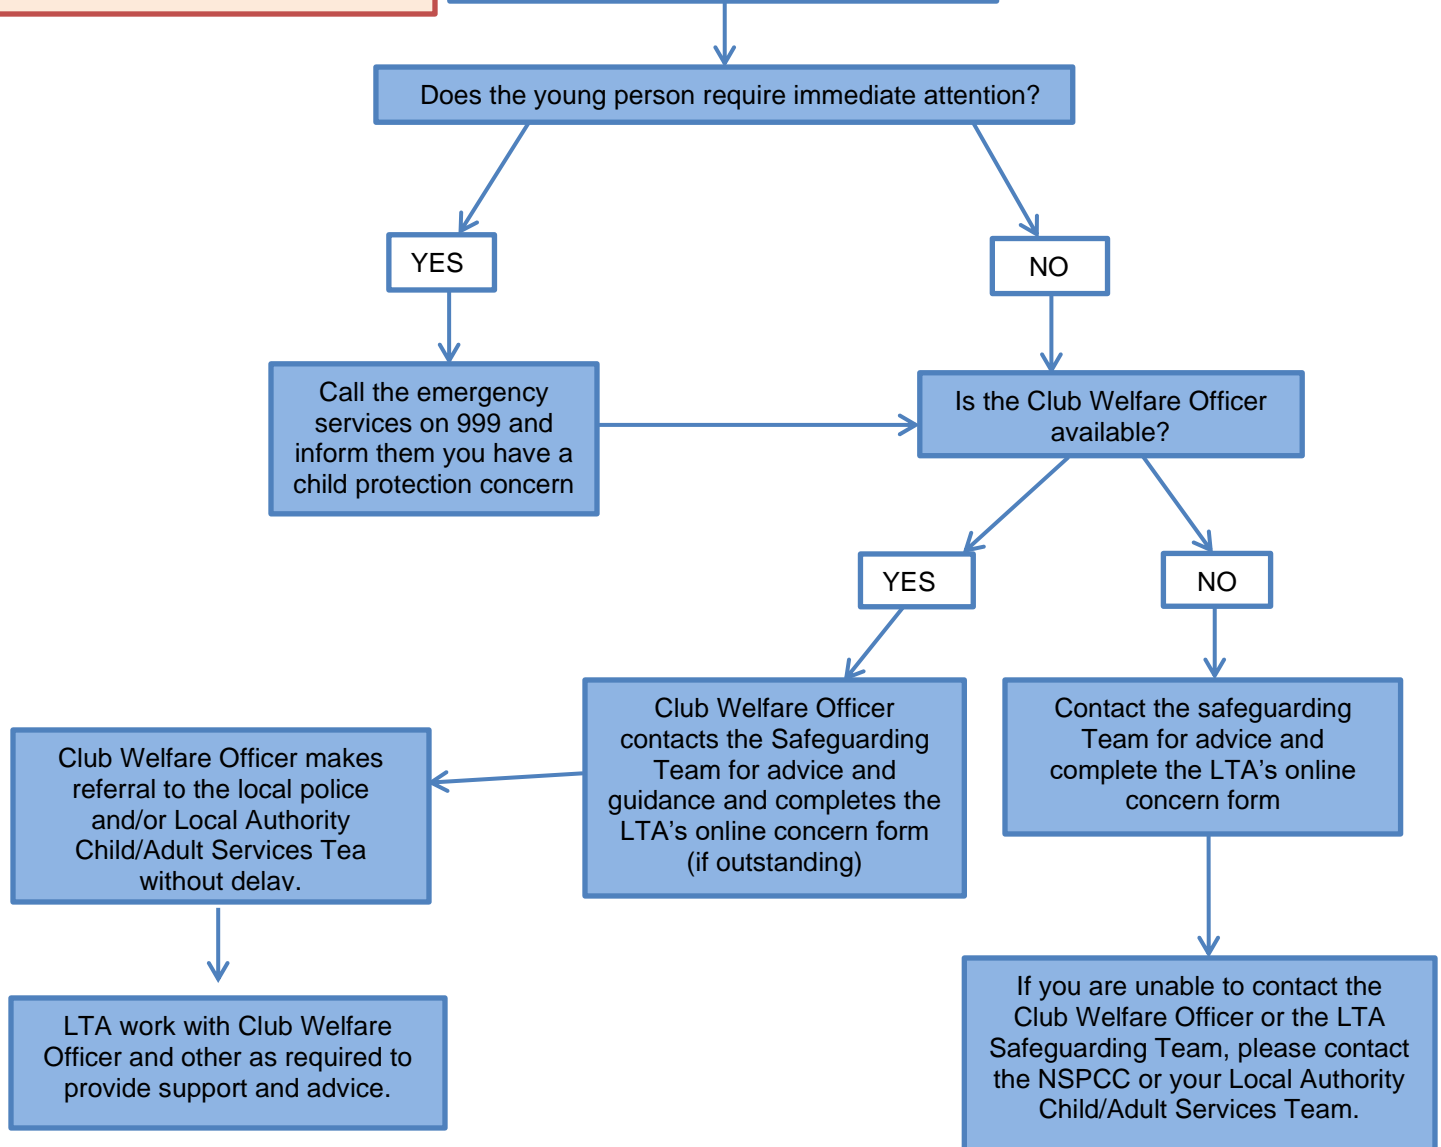 Does the young person require immediate attention?
YES
NO
Call the emergency
services on 999 and
inform them you have a
child protection concern
Is the Club Welfare Officer
available?
YES
NO
Club Welfare Officer
contacts the Safeguarding
Team for advice and
guidance and completes the
LTA’s online concern form
(if outstanding)
Contact the safeguarding
Team for advice and
complete the LTA’s online
concern form
Club Welfare Officer makes
referral to the local police
and/or Local Authority
Child/Adult Services Tea
without delay.
LTA work with Club Welfare
Officer and other as required to
provide support and advice.
If you are unable to contact the
Club Welfare Officer or the LTA
Safeguarding Team, please contact
the NSPCC or your Local Authority
Child/Adult Services Team.